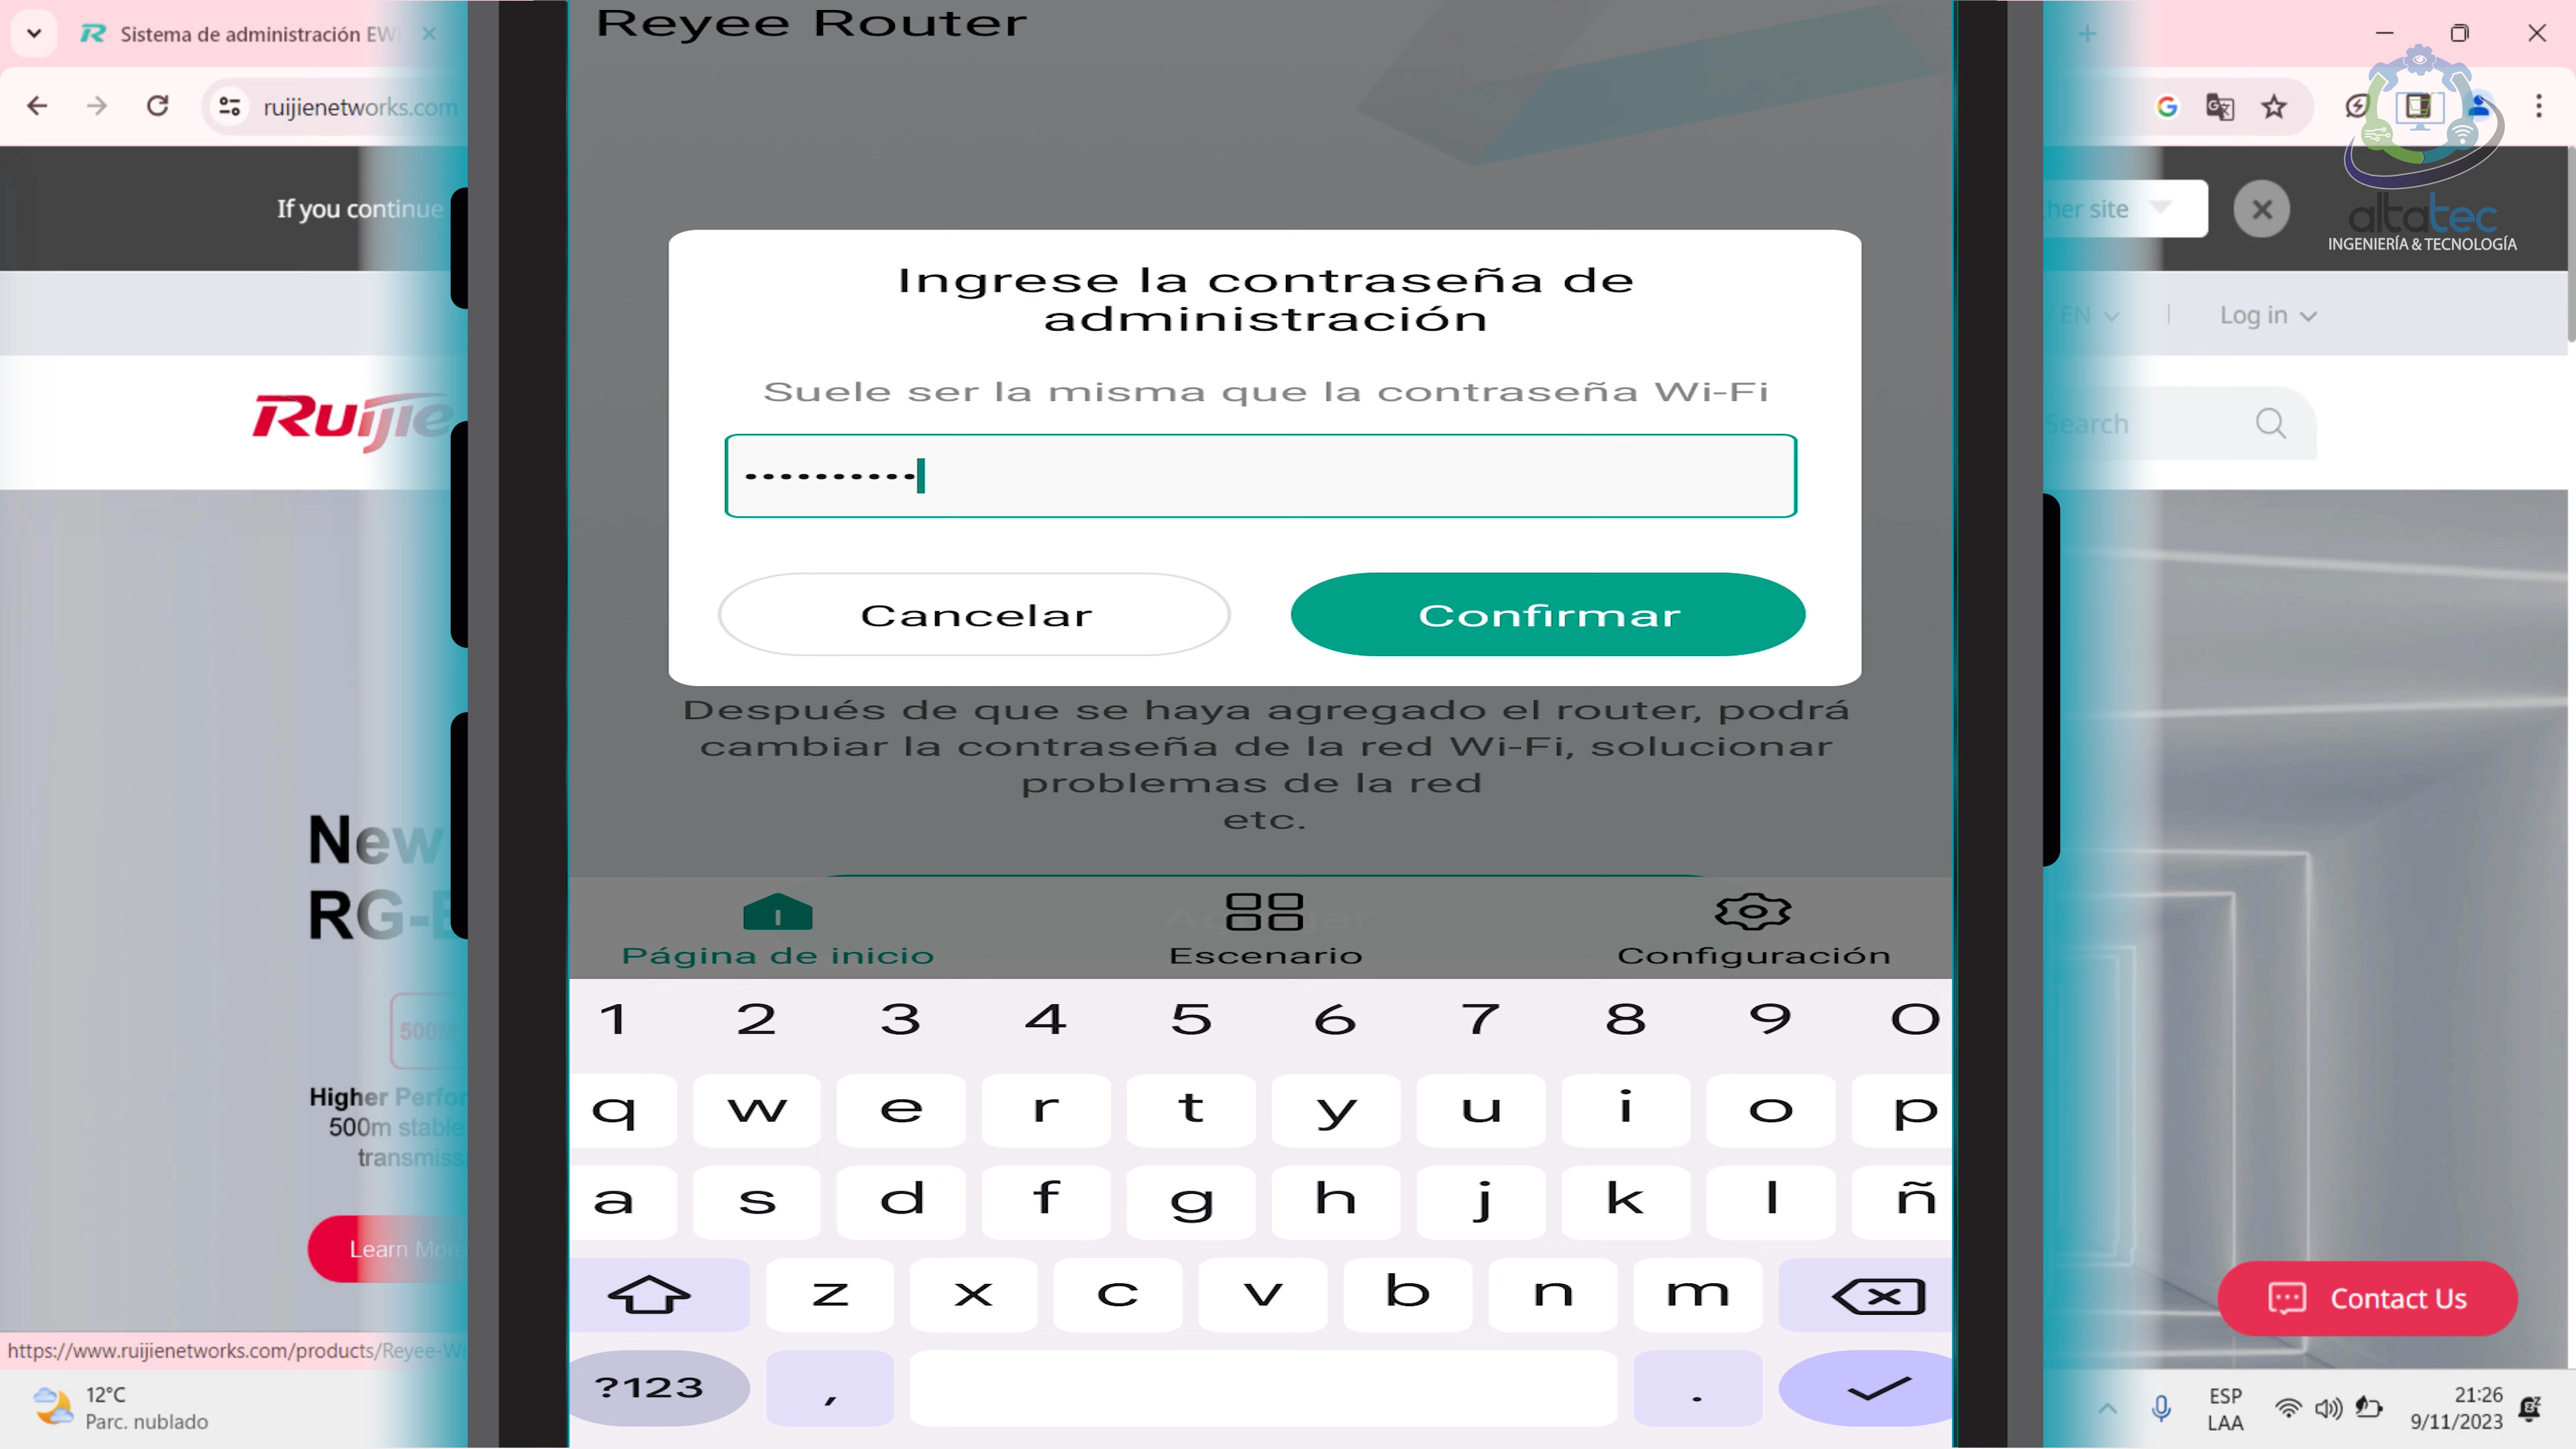 Sistema de administración EW
ruijienetworks.com
If you continue
her site
EN
Log in
Ruijie
Search
altatec
INGENIERÍA & TECNOLOGÍA
Reyee Router
Ingrese la contraseña de
administración
Suele ser la misma que la contraseña Wi-Fi
••••••••••
Cancelar
Confirmar
Después de que se haya agregado el router, podrá
cambiar la contraseña de la red Wi-Fi, solucionar
problemas de la red
etc.
Agregar
Página de inicio
Escenario
Configuración
1 2 3 4 5 6 7 8 9 0
q w e r t y u i o p
a s d f g h j k l ñ
z x c v b n m
?123 , .
New
RG-E
500M
Higher Perfor
500m stable
transmiss
Learn More
Contact Us
https://www.ruijienetworks.com/products/Reyee-Wi
12°C
Parc. nublado
ESP
LAA
21:26
9/11/2023